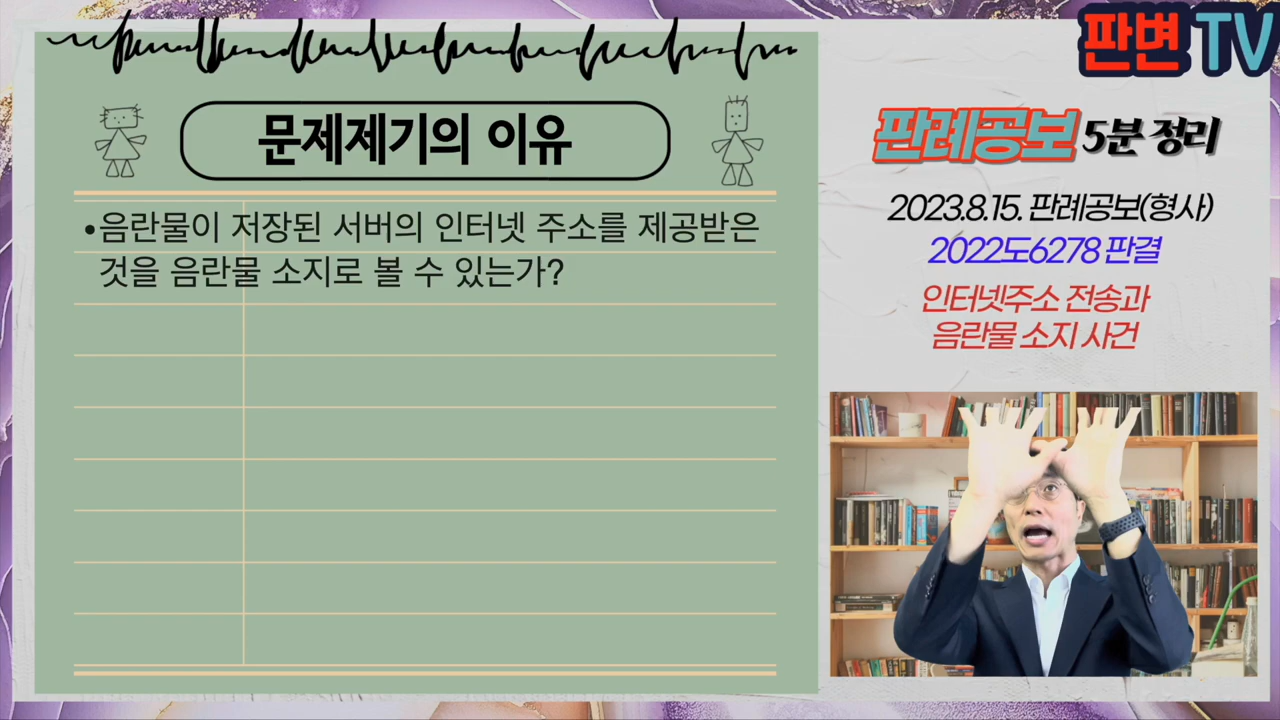 판변 TV
문제제기의 이유
•음란물이 저장된 서버의 인터넷 주소를 제공받은
것을 음란물 소지로 볼 수 있는가?
판례공보 5분 정리
2023.8.15. 판례공보(형사)
2022도6278 판결
인터넷주소 전송과
음란물 소지 사건